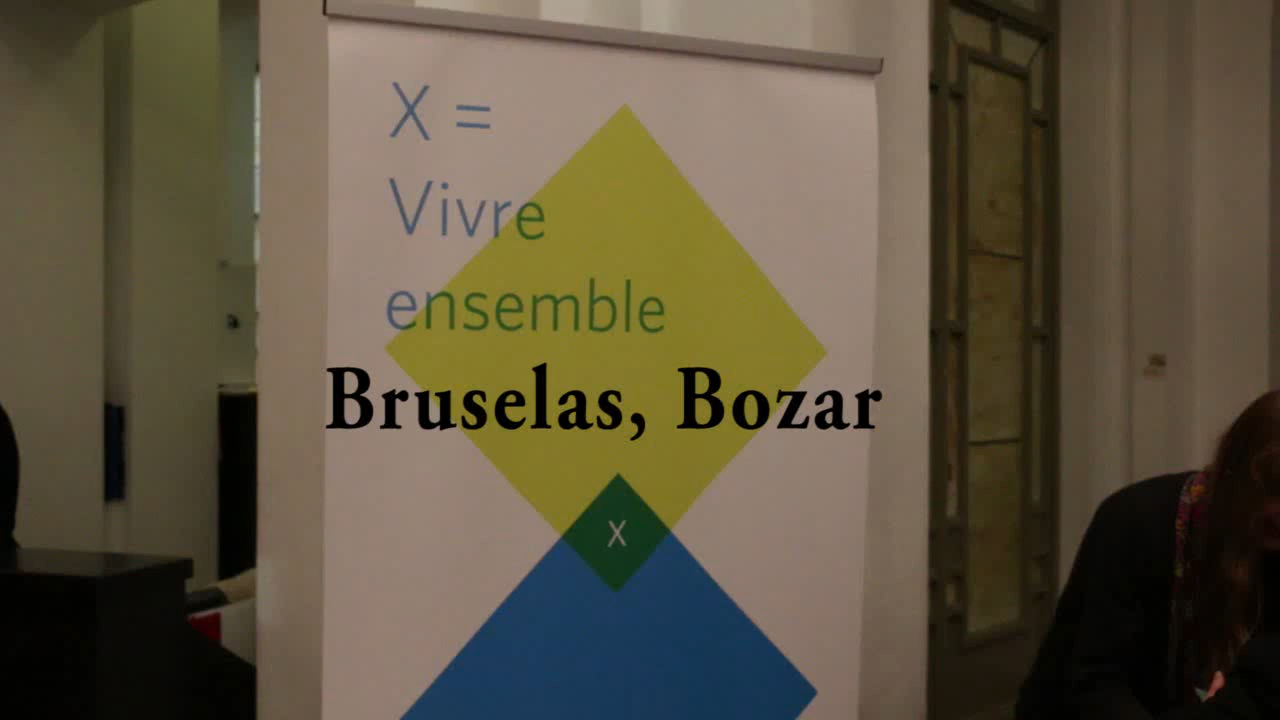 X =
Vivre
ensemble
Bruselas, Bozar
X